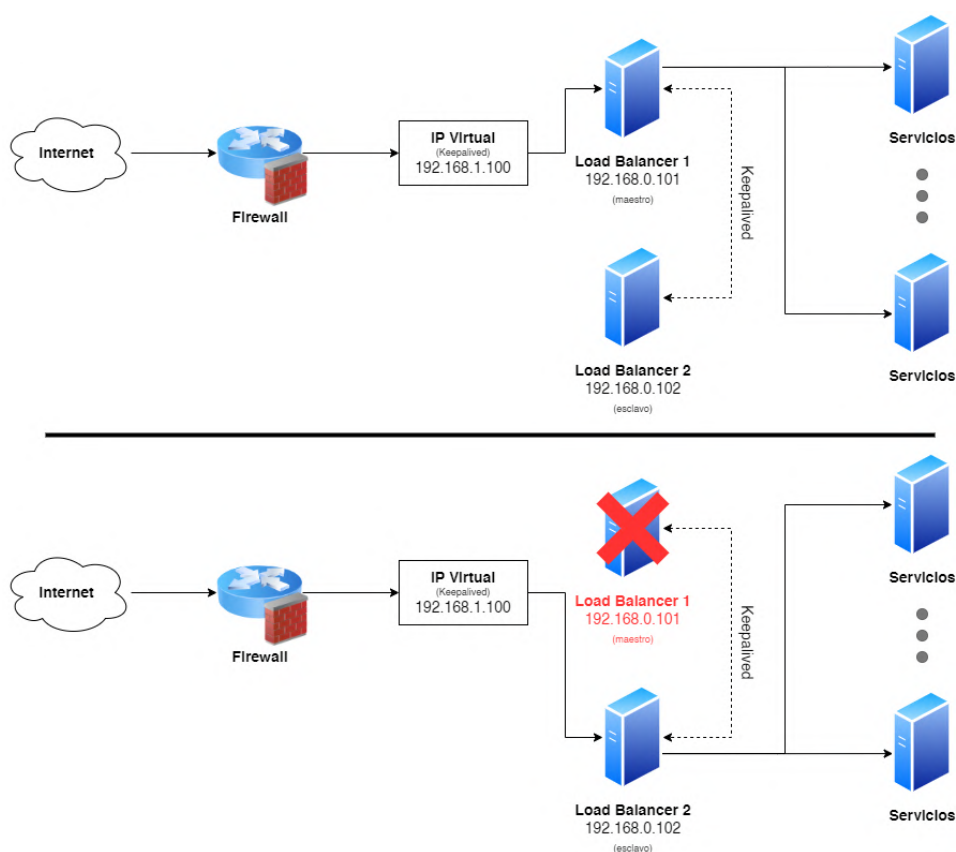 Internet
Firewall
IP Virtual
(Keepalived)
192.168.1.100
Load Balancer 1
192.168.0.101
(maestro)
Keepalived
Servicios
Load Balancer 2
192.168.0.102
(esclavo)
Servicios
Internet
Firewall
IP Virtual
(Keepalived)
192.168.1.100
Load Balancer 1
192.168.0.101
(maestro)
Keepalived
Servicios
Load Balancer 2
192.168.0.102
(esclavo)
Servicios